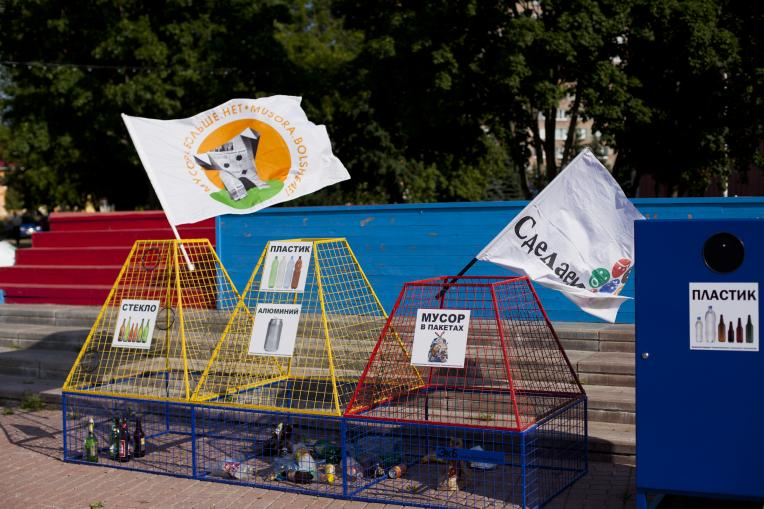 МУСОРА.БОЛЬШЕ.НЕТ • MUSORA.BOLSHE.NET
Сделаем
ПЛАСТИК
АЛЮМИНИЙ
СТЕКЛО
МУСОР
В ПАКЕТАХ
ПЛАСТИК